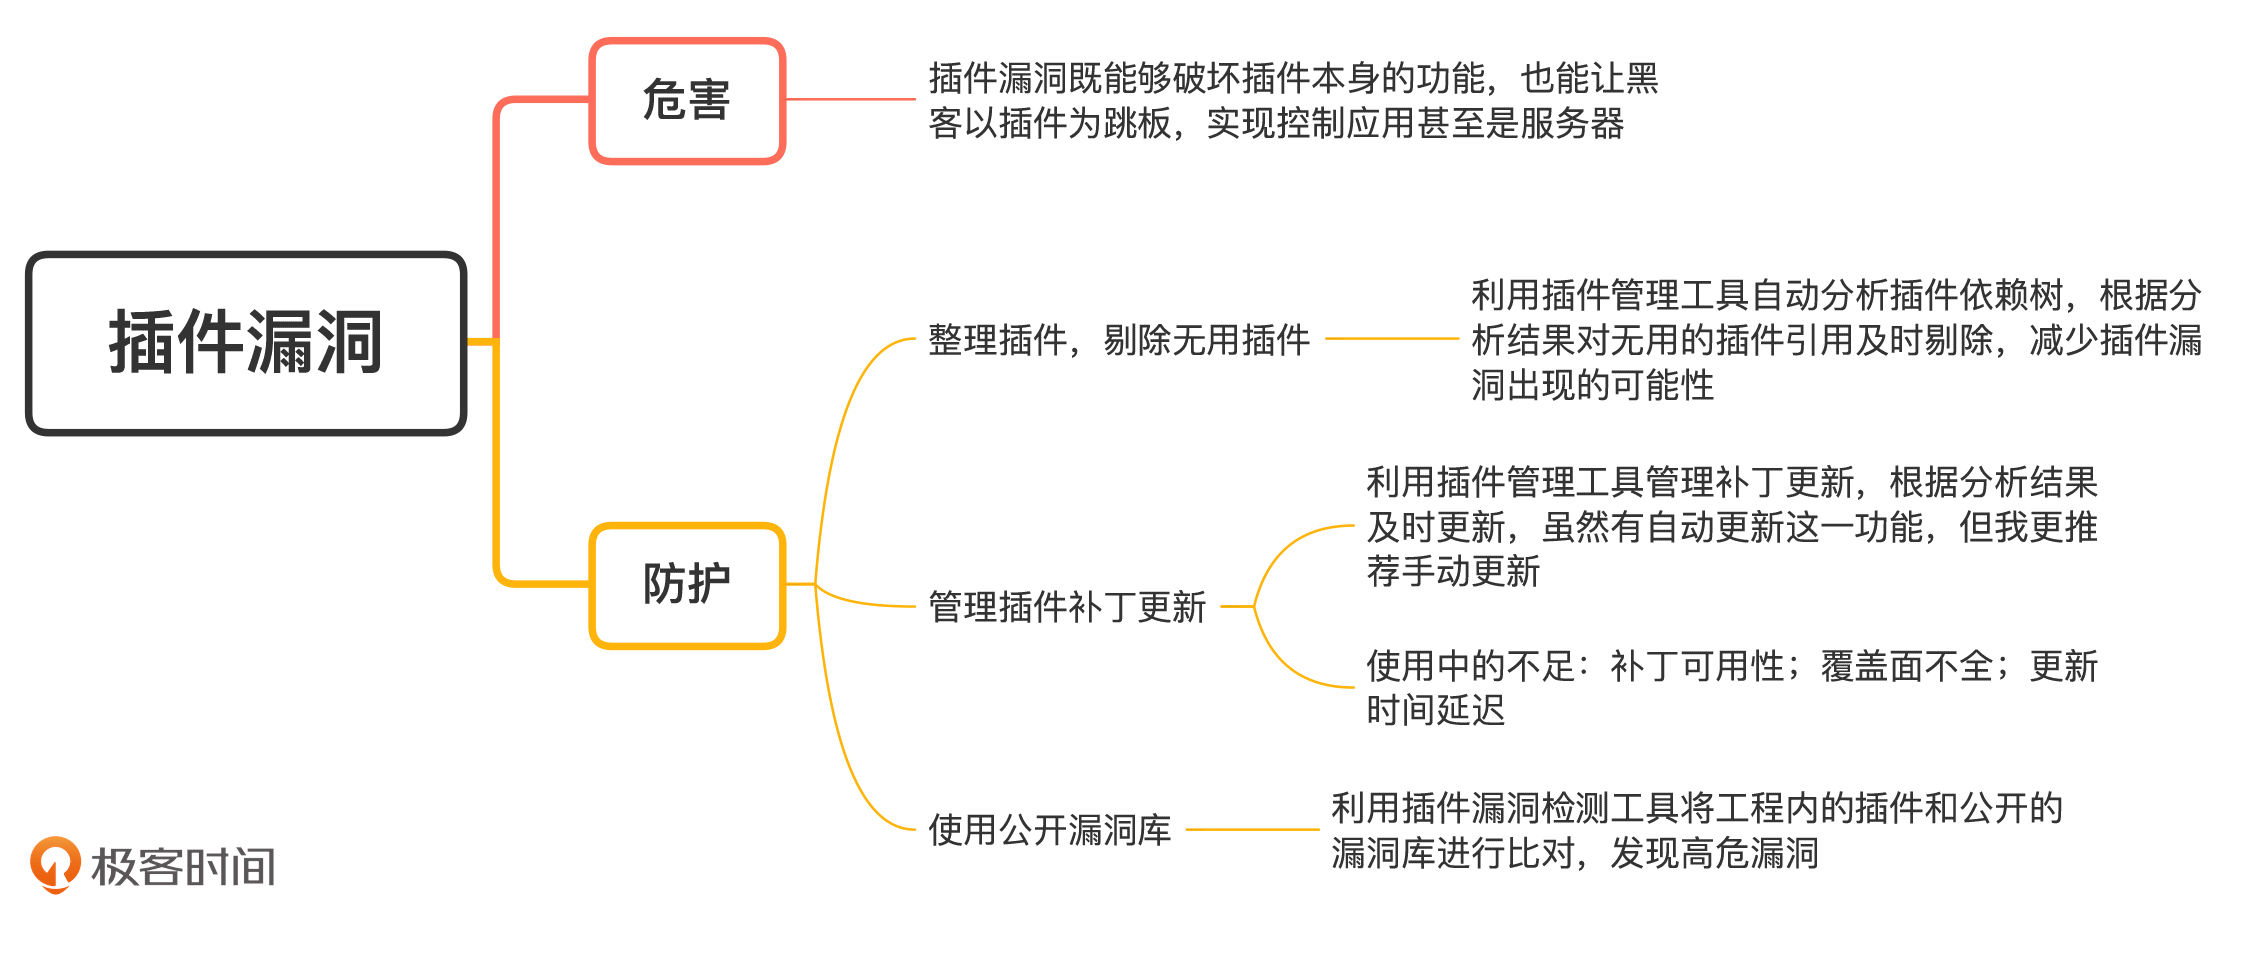 危害
插件漏洞既能够破坏插件本身的功能，也能让黑
客以插件为跳板，实现控制应用甚至是服务器
插件漏洞
防护
整理插件，剔除无用插件
利用插件管理工具自动分析插件依赖树，根据分
析结果对无用的插件引用及时剔除，减少插件漏
洞出现的可能性
管理插件补丁更新
利用插件管理工具管理补丁更新，根据分析结果
及时更新，虽然有自动更新这一功能，但我更推
荐手动更新
使用中的不足：补丁可用性；覆盖面不全；更新
时间延迟
使用公开漏洞库
利用插件漏洞检测工具将工程内的插件和公开的
漏洞库进行比对，发现高危漏洞
极客时间